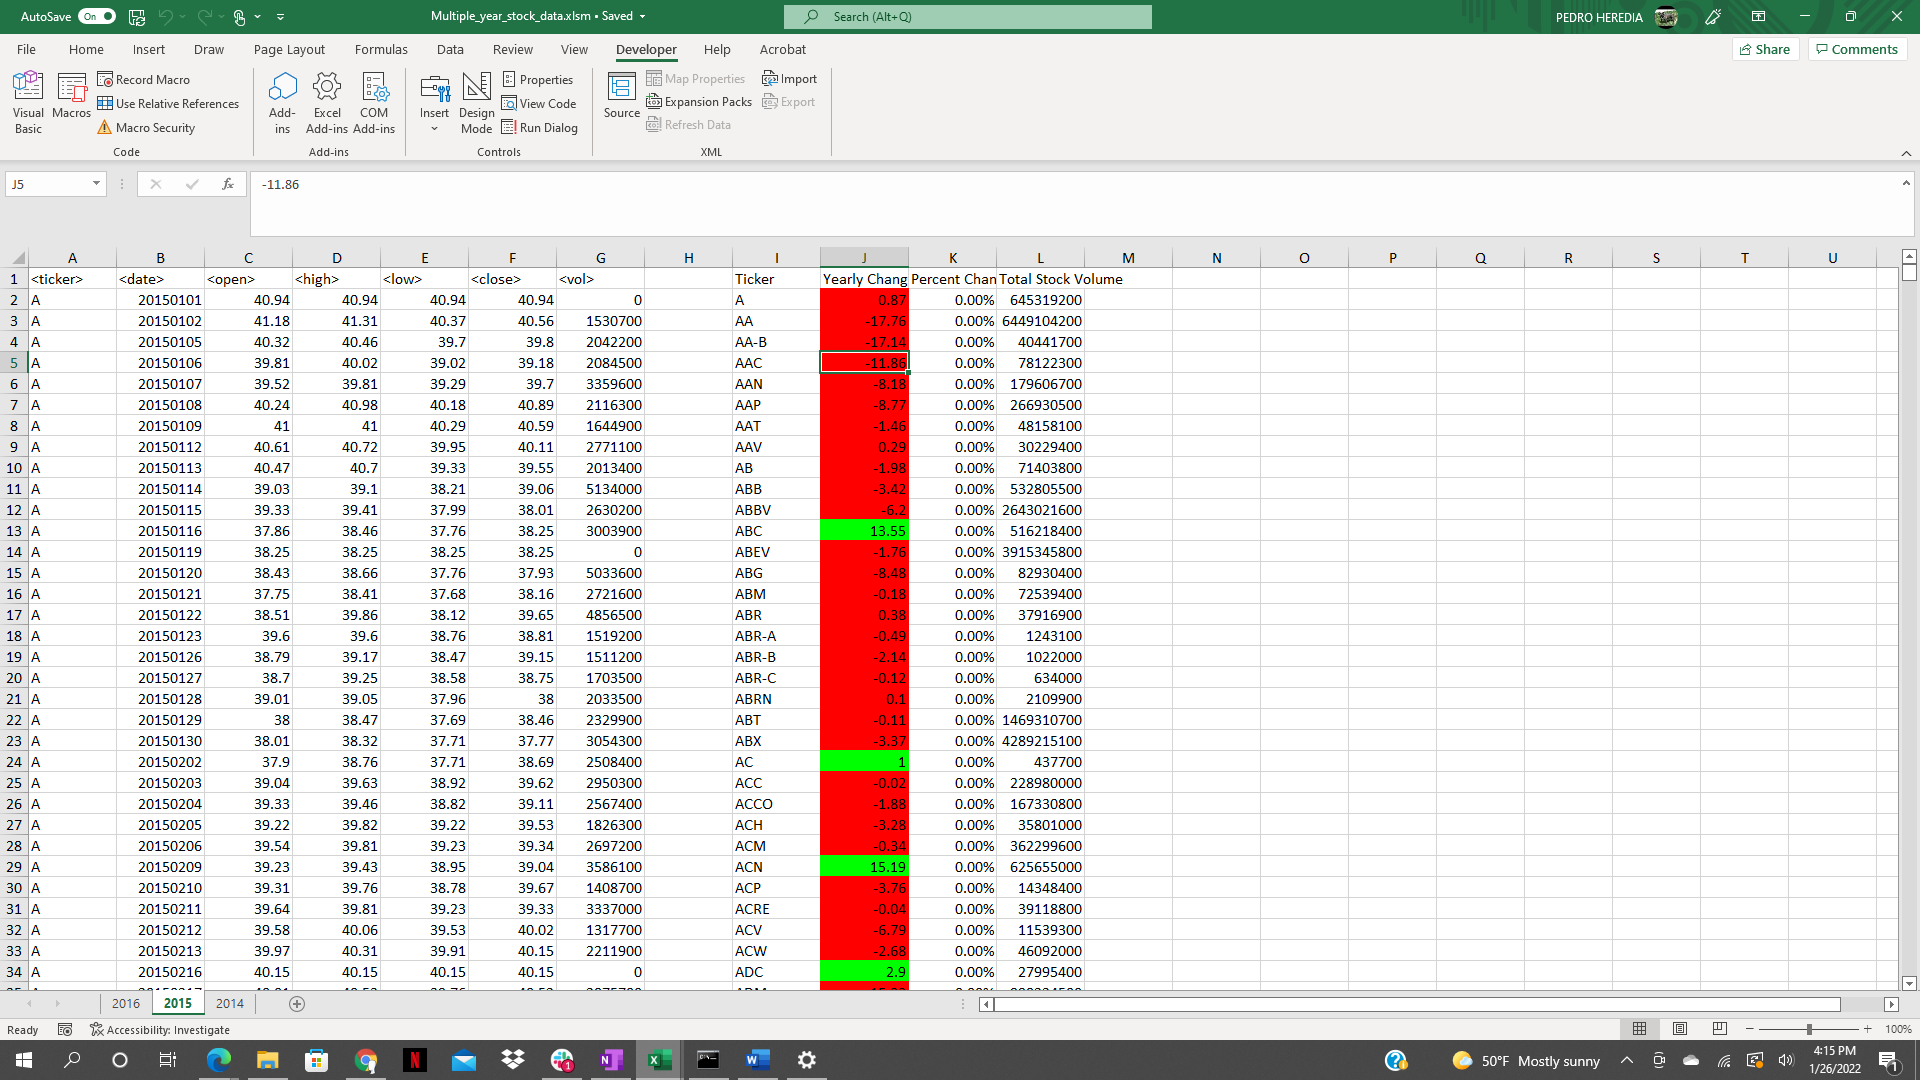 AutoSave On Multiple_year_stock_data.xlsm • Saved Search (Alt+Q) PEDRO HEREDIA
File Home Insert Draw Page Layout Formulas Data Review View Developer Help Acrobat Share Comments
Visual Basic Macros Record Macro Use Relative References Macro Security Code
Add-ins Excel Add-ins COM Add-ins Add-ins
Insert Design Mode Properties View Code Run Dialog Controls
Source Map Properties Expansion Packs Refresh Data Import Export XML
J5 fx -11.86
A B C D E F G H I J K L M N O P Q R S T U
1 <ticker> <date> <open> <high> <low> <close> <vol> Ticker Yearly Chang Percent Chan Total Stock Volume
2 A 20150101 40.94 40.94 40.94 40.94 0 A 0.87 0.00% 645319200
3 A 20150102 41.18 41.31 40.37 40.56 1530700 AA -17.76 0.00% 6449104200
4 A 20150105 40.32 40.46 39.7 39.8 2042200 AA-B -17.14 0.00% 40441700
5 A 20150106 39.81 40.02 39.02 39.18 2084500 AAC -11.86 0.00% 78122300
6 A 20150107 39.52 39.81 39.29 39.7 3359600 AAN -8.18 0.00% 179606700
7 A 20150108 40.24 40.98 40.18 40.89 2116300 AAP -8.77 0.00% 266930500
8 A 20150109 41 41 40.29 40.59 1644900 AAT -1.46 0.00% 48158100
9 A 20150112 40.61 40.72 39.95 40.11 2771100 AAV 0.29 0.00% 30229400
10 A 20150113 40.47 40.7 39.33 39.55 2013400 AB -1.98 0.00% 71403800
11 A 20150114 39.03 39.1 38.21 39.06 5134000 ABB -3.42 0.00% 532805500
12 A 20150115 39.33 39.41 37.99 38.01 2630200 ABBV -6.2 0.00% 2643021600
13 A 20150116 37.86 38.46 37.76 38.25 3003900 ABC 13.55 0.00% 516218400
14 A 20150119 38.25 38.25 38.25 38.25 0 ABEV -1.76 0.00% 3915345800
15 A 20150120 38.43 38.66 37.76 37.93 5033600 ABG -8.48 0.00% 82930400
16 A 20150121 37.75 38.41 37.68 38.16 2721600 ABM -0.18 0.00% 72539400
17 A 20150122 38.51 39.86 38.12 39.65 4856500 ABR 0.38 0.00% 37916900
18 A 20150123 39.6 39.6 38.76 38.81 1519200 ABR-A -0.49 0.00% 1243100
19 A 20150126 38.79 39.17 38.47 39.15 1511200 ABR-B -2.14 0.00% 1022000
20 A 20150127 38.7 39.25 38.58 38.75 1703500 ABR-C -0.12 0.00% 634000
21 A 20150128 39.01 39.05 37.96 38 2033500 ABRN 0.1 0.00% 2109900
22 A 20150129 38 38.47 37.69 38.46 2329900 ABT -0.11 0.00% 1469310700
23 A 20150130 38.01 38.32 37.71 37.77 3054300 ABX -3.37 0.00% 4289215100
24 A 20150202 37.9 38.76 37.71 38.69 2508400 AC 1 0.00% 437700
25 A 20150203 39.04 39.63 38.92 39.62 2950300 ACC -0.02 0.00% 228980000
26 A 20150204 39.33 39.46 38.82 39.11 2567400 ACCO -1.88 0.00% 167330800
27 A 20150205 39.22 39.82 39.22 39.53 1826300 ACH -3.28 0.00% 35801000
28 A 20150206 39.54 39.81 39.23 39.34 2697200 ACM -0.34 0.00% 362299600
29 A 20150209 39.23 39.43 38.95 39.04 3586100 ACN 15.19 0.00% 625655000
30 A 20150210 39.31 39.76 38.78 39.67 1408700 ACP -3.76 0.00% 14348400
31 A 20150211 39.64 39.81 39.23 39.33 3337000 ACRE -0.04 0.00% 39118800
32 A 20150212 39.58 40.06 39.53 40.02 1317700 ACV -6.79 0.00% 11539300
33 A 20150213 39.97 40.31 39.91 40.15 2211900 ACW -2.68 0.00% 46092000
34 A 20150216 40.15 40.15 40.15 40.15 0 ADC 2.9 0.00% 27995400
2016 2015 2014
Ready Accessibility: Investigate 100%
50°F Mostly sunny 4:15 PM
1/26/2022